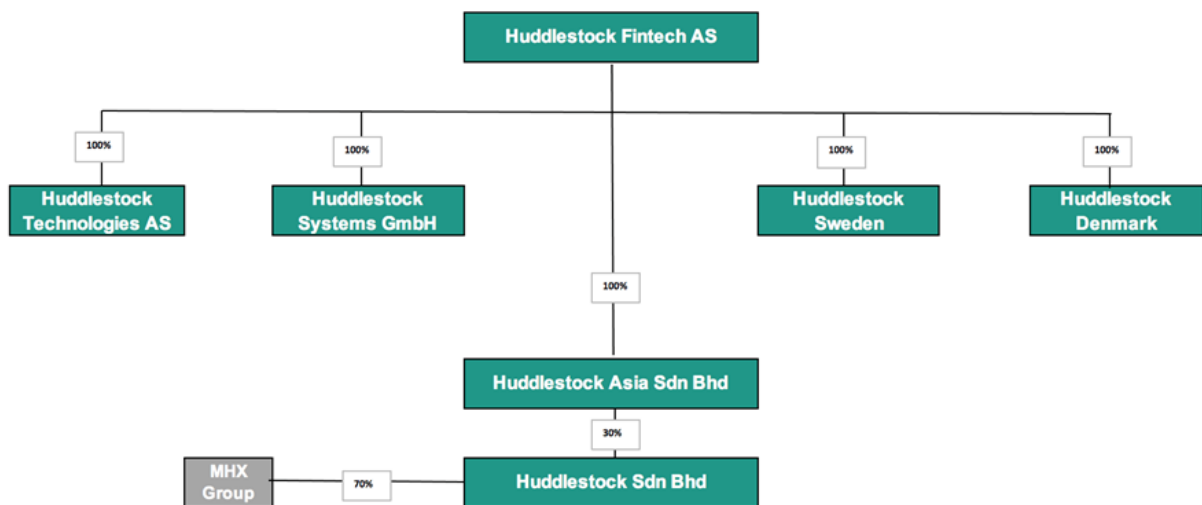 Huddlestock Fintech AS
100%
100%
100%
100%
Huddlestock
Technologies AS
Huddlestock
Systems GmbH
Huddlestock
Sweden
Huddlestock
Denmark
100%
Huddlestock Asia Sdn Bhd
30%
MHX
Group
70%
Huddlestock Sdn Bhd